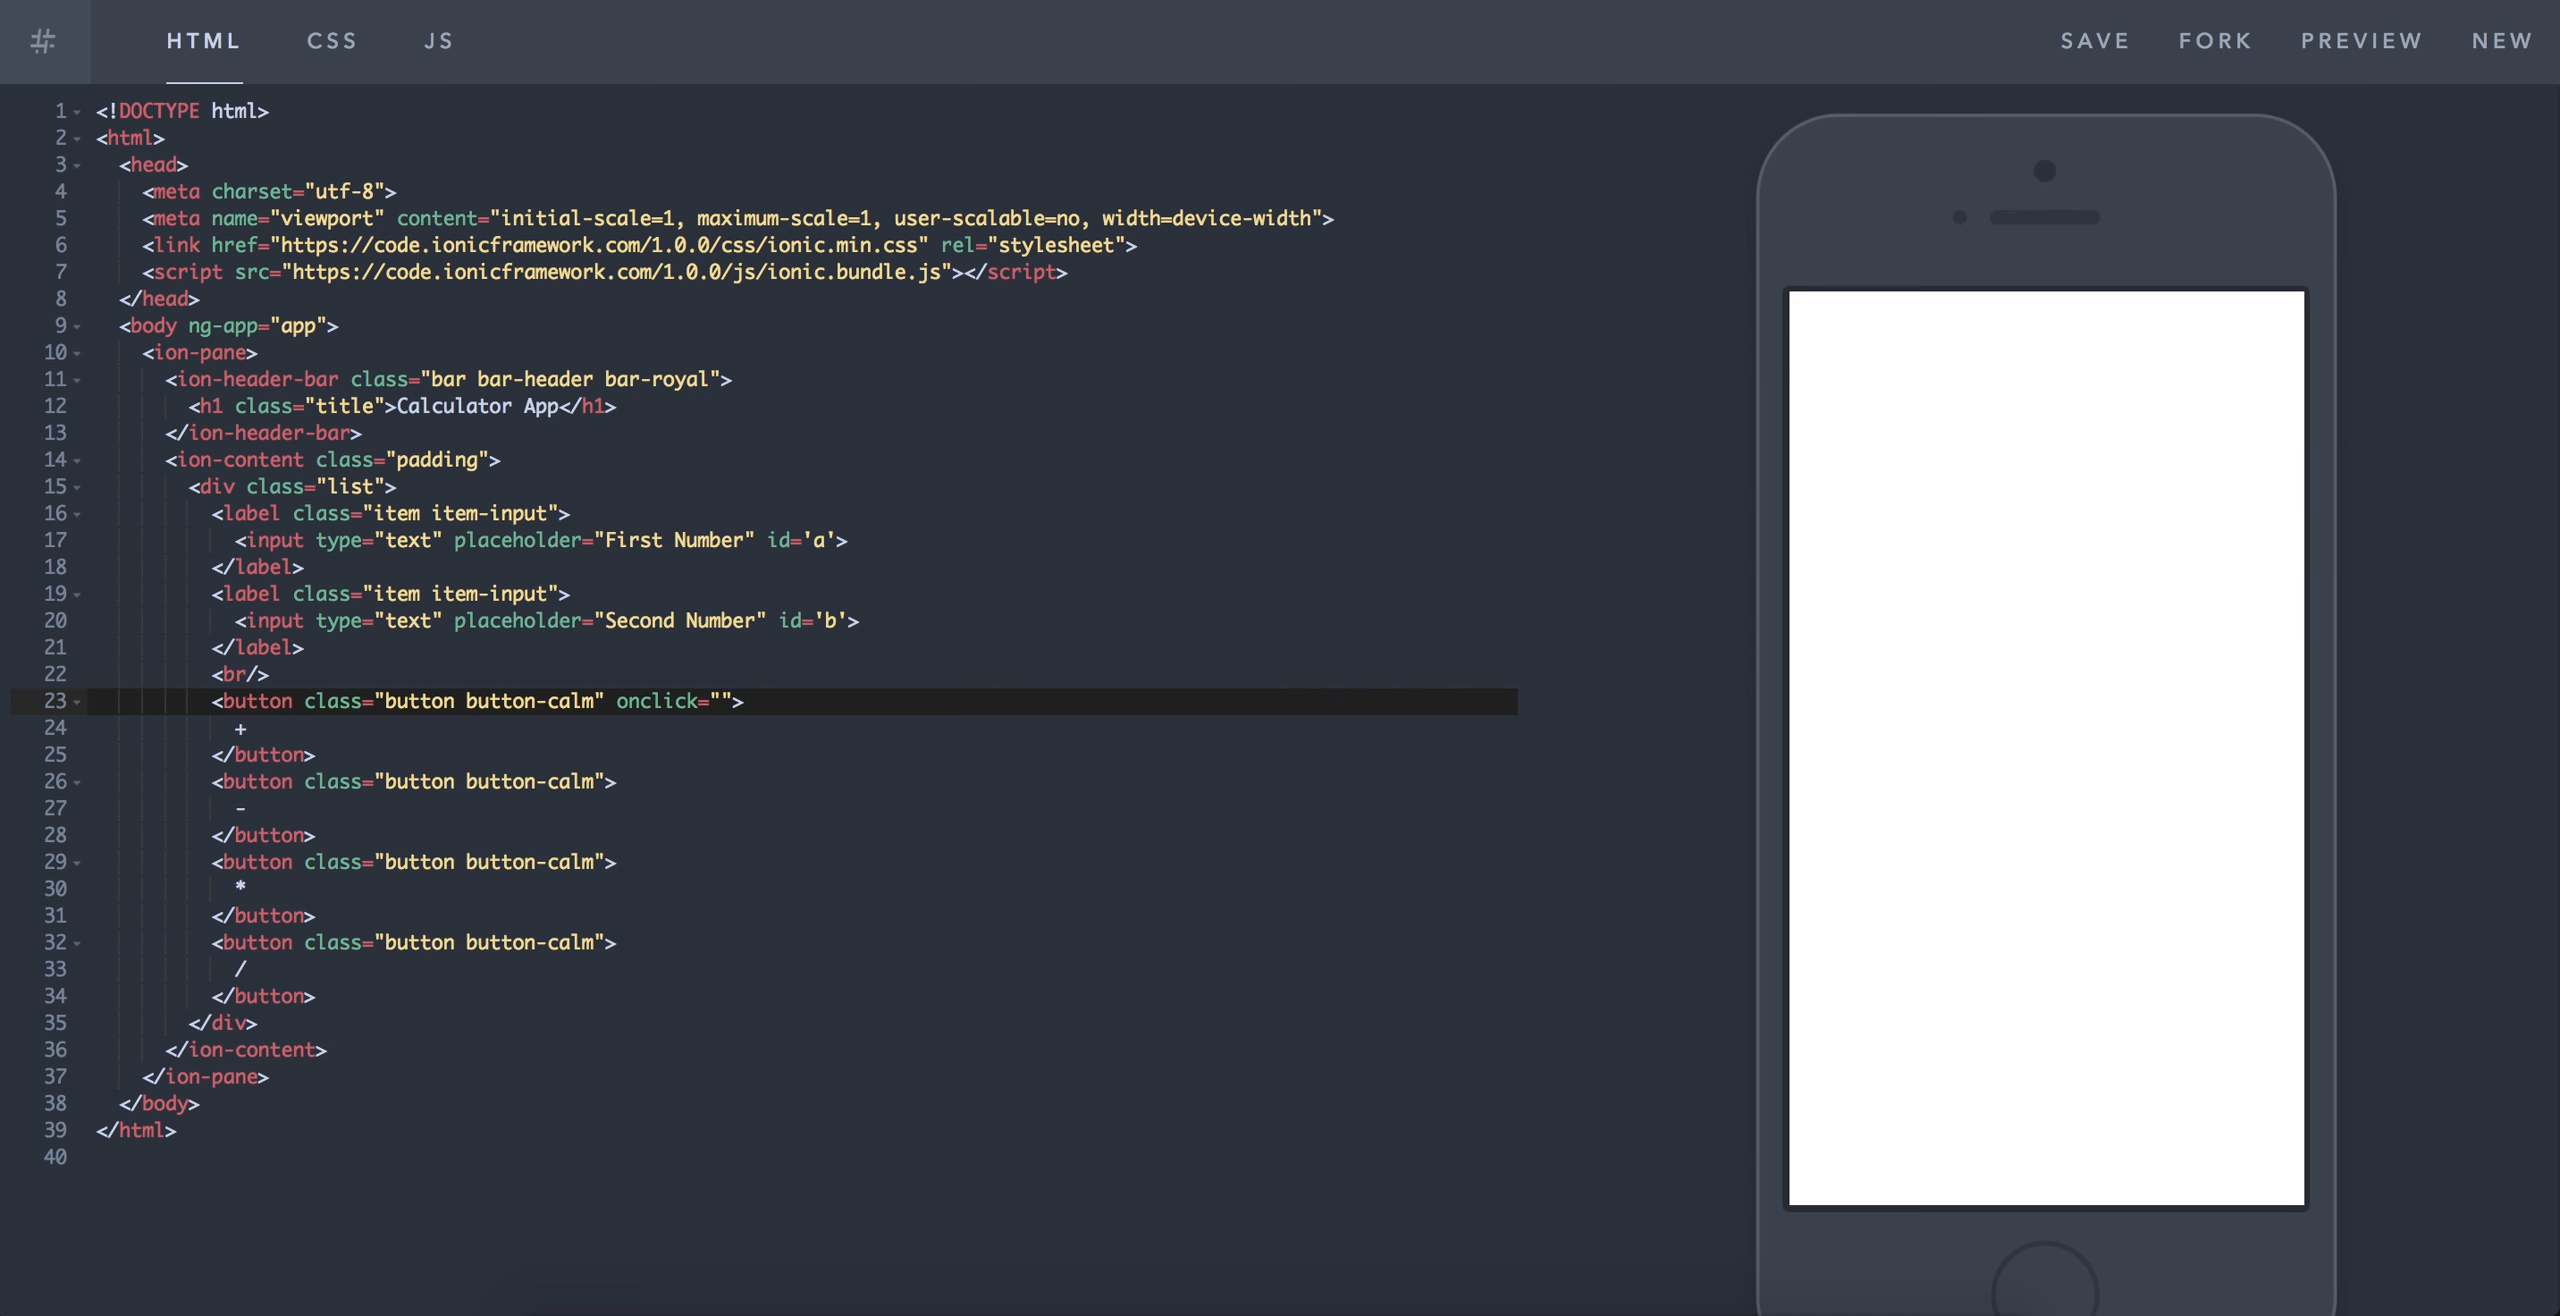 # HTML CSS JS SAVE FORK PREVIEW NEW
1 <!DOCTYPE html>
2 <html>
3 <head>
4 <meta charset="utf-8">
5 <meta name="viewport" content="initial-scale=1, maximum-scale=1, user-scalable=no, width=device-width">
6 <link href="https://code.ionicframework.com/1.0.0/css/ionic.min.css" rel="stylesheet">
7 <script src="https://code.ionicframework.com/1.0.0/js/ionic.bundle.js"></script>
8 </head>
9 <body ng-app="app">
10 <ion-pane>
11 <ion-header-bar class="bar bar-header bar-royal">
12 <h1 class="title">Calculator App</h1>
13 </ion-header-bar>
14 <ion-content class="padding">
15 <div class="list">
16 <label class="item item-input">
17 <input type="text" placeholder="First Number" id='a'>
18 </label>
19 <label class="item item-input">
20 <input type="text" placeholder="Second Number" id='b'>
21 </label>
22 <br/>
23 <button class="button button-calm" onclick="">
24 +
25 </button>
26 <button class="button button-calm">
27 -
28 </button>
29 <button class="button button-calm">
30 *
31 </button>
32 <button class="button button-calm">
33 /
34 </button>
35 </div>
36 </ion-content>
37 </ion-pane>
38 </body>
39 </html>
40